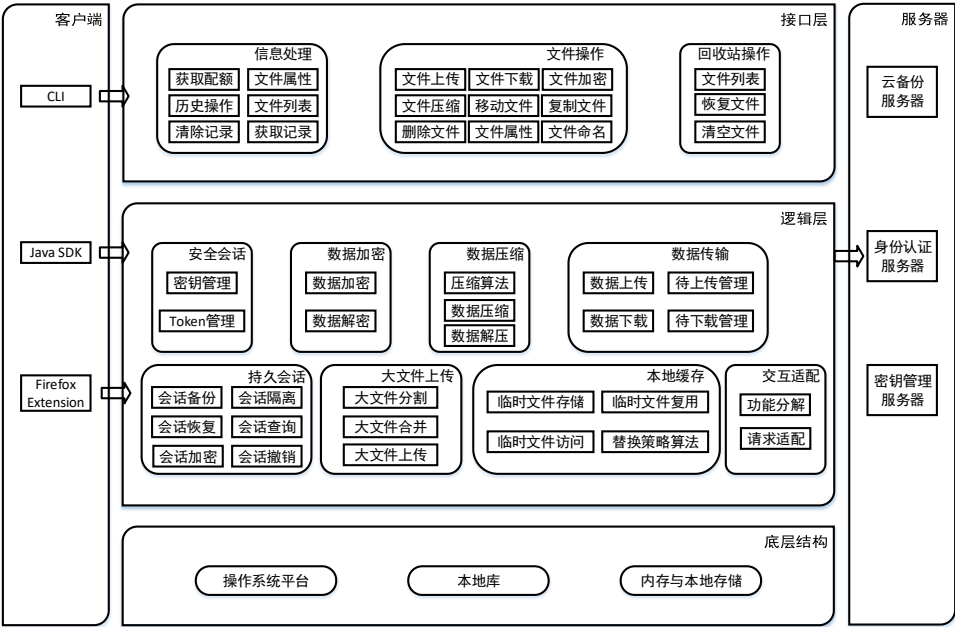 客户端
CLI
Java SDK
Firefox
Extension
接口层
信息处理
获取配额
文件属性
历史操作
文件列表
清除记录
获取记录
文件操作
文件上传
文件下载
文件加密
文件压缩
移动文件
复制文件
删除文件
文件属性
文件命名
回收站操作
文件列表
恢复文件
清空文件
逻辑层
安全会话
密钥管理
Token管理
数据加密
数据加密
数据解密
数据压缩
压缩算法
数据压缩
数据解压
数据传输
数据上传
待上传管理
数据下载
待下载管理
持久会话
会话备份
会话隔离
会话恢复
会话查询
会话加密
会话撤销
大文件上传
大文件分割
大文件合并
大文件上传
本地缓存
临时文件存储
临时文件复用
临时文件访问
替换策略算法
交互适配
功能分解
请求适配
底层结构
操作系统平台
本地库
内存与本地存储
服务器
云备份
服务器
身份认证
服务器
密钥管理
服务器